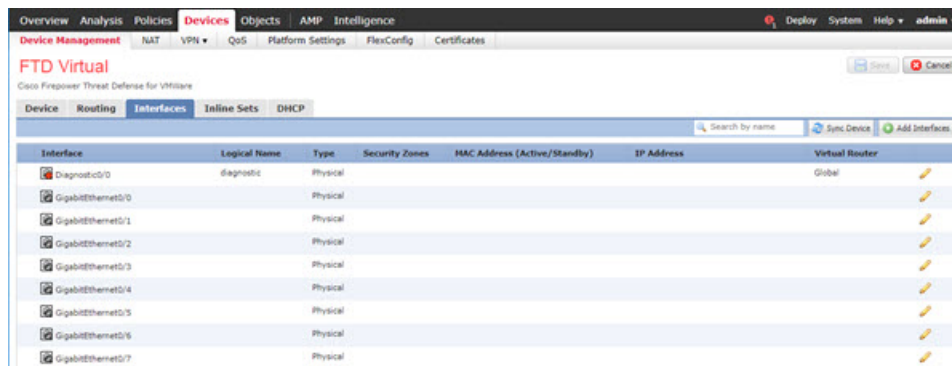 Overview Analysis Policies Devices Objects AMP Intelligence 1 Deploy System Help ▾ admin
Device Management NAT VPN ▾ QoS Platform Settings FlexConfig Certificates
FTD Virtual Save Cancel
Cisco Firepower Threat Defense for VMWare
Device Routing Interfaces Inline Sets DHCP
Search by name Sync Device Add Interfaces
Interface Logical Name Type Security Zones MAC Address (Active/Standby) IP Address Virtual Router
Diagnostic0/0 diagnostic Physical Global
GigabitEthernet0/0 Physical
GigabitEthernet0/1 Physical
GigabitEthernet0/2 Physical
GigabitEthernet0/3 Physical
GigabitEthernet0/4 Physical
GigabitEthernet0/5 Physical
GigabitEthernet0/6 Physical
GigabitEthernet0/7 Physical